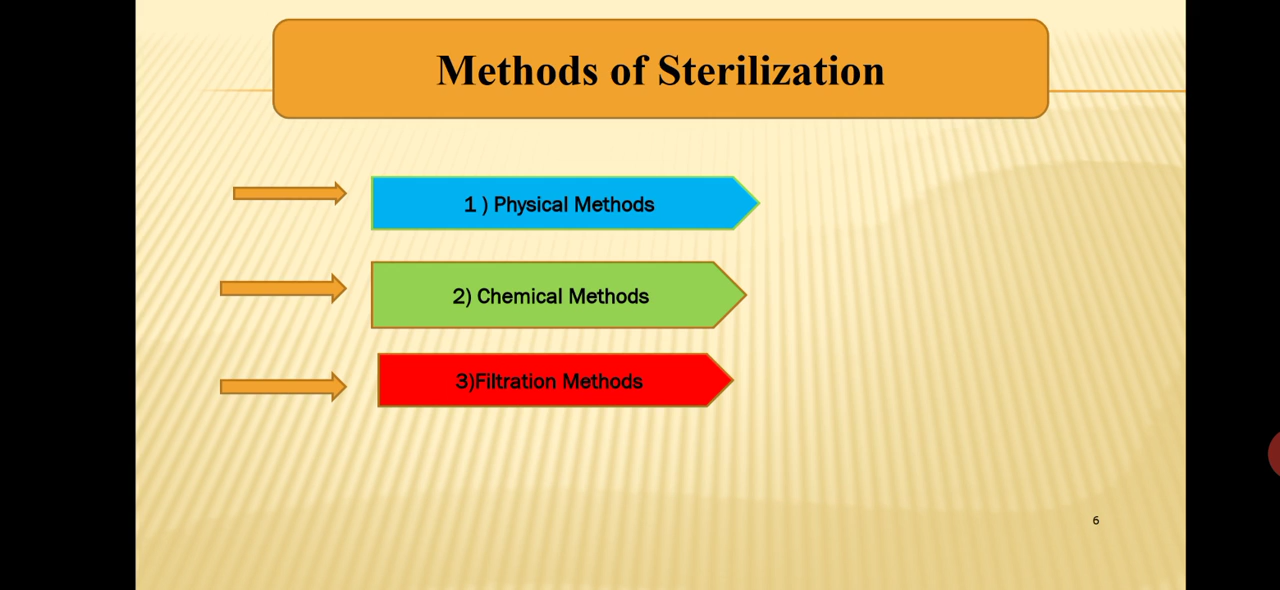 Methods of Sterilization
1 ) Physical Methods
2) Chemical Methods
3)Filtration Methods
6